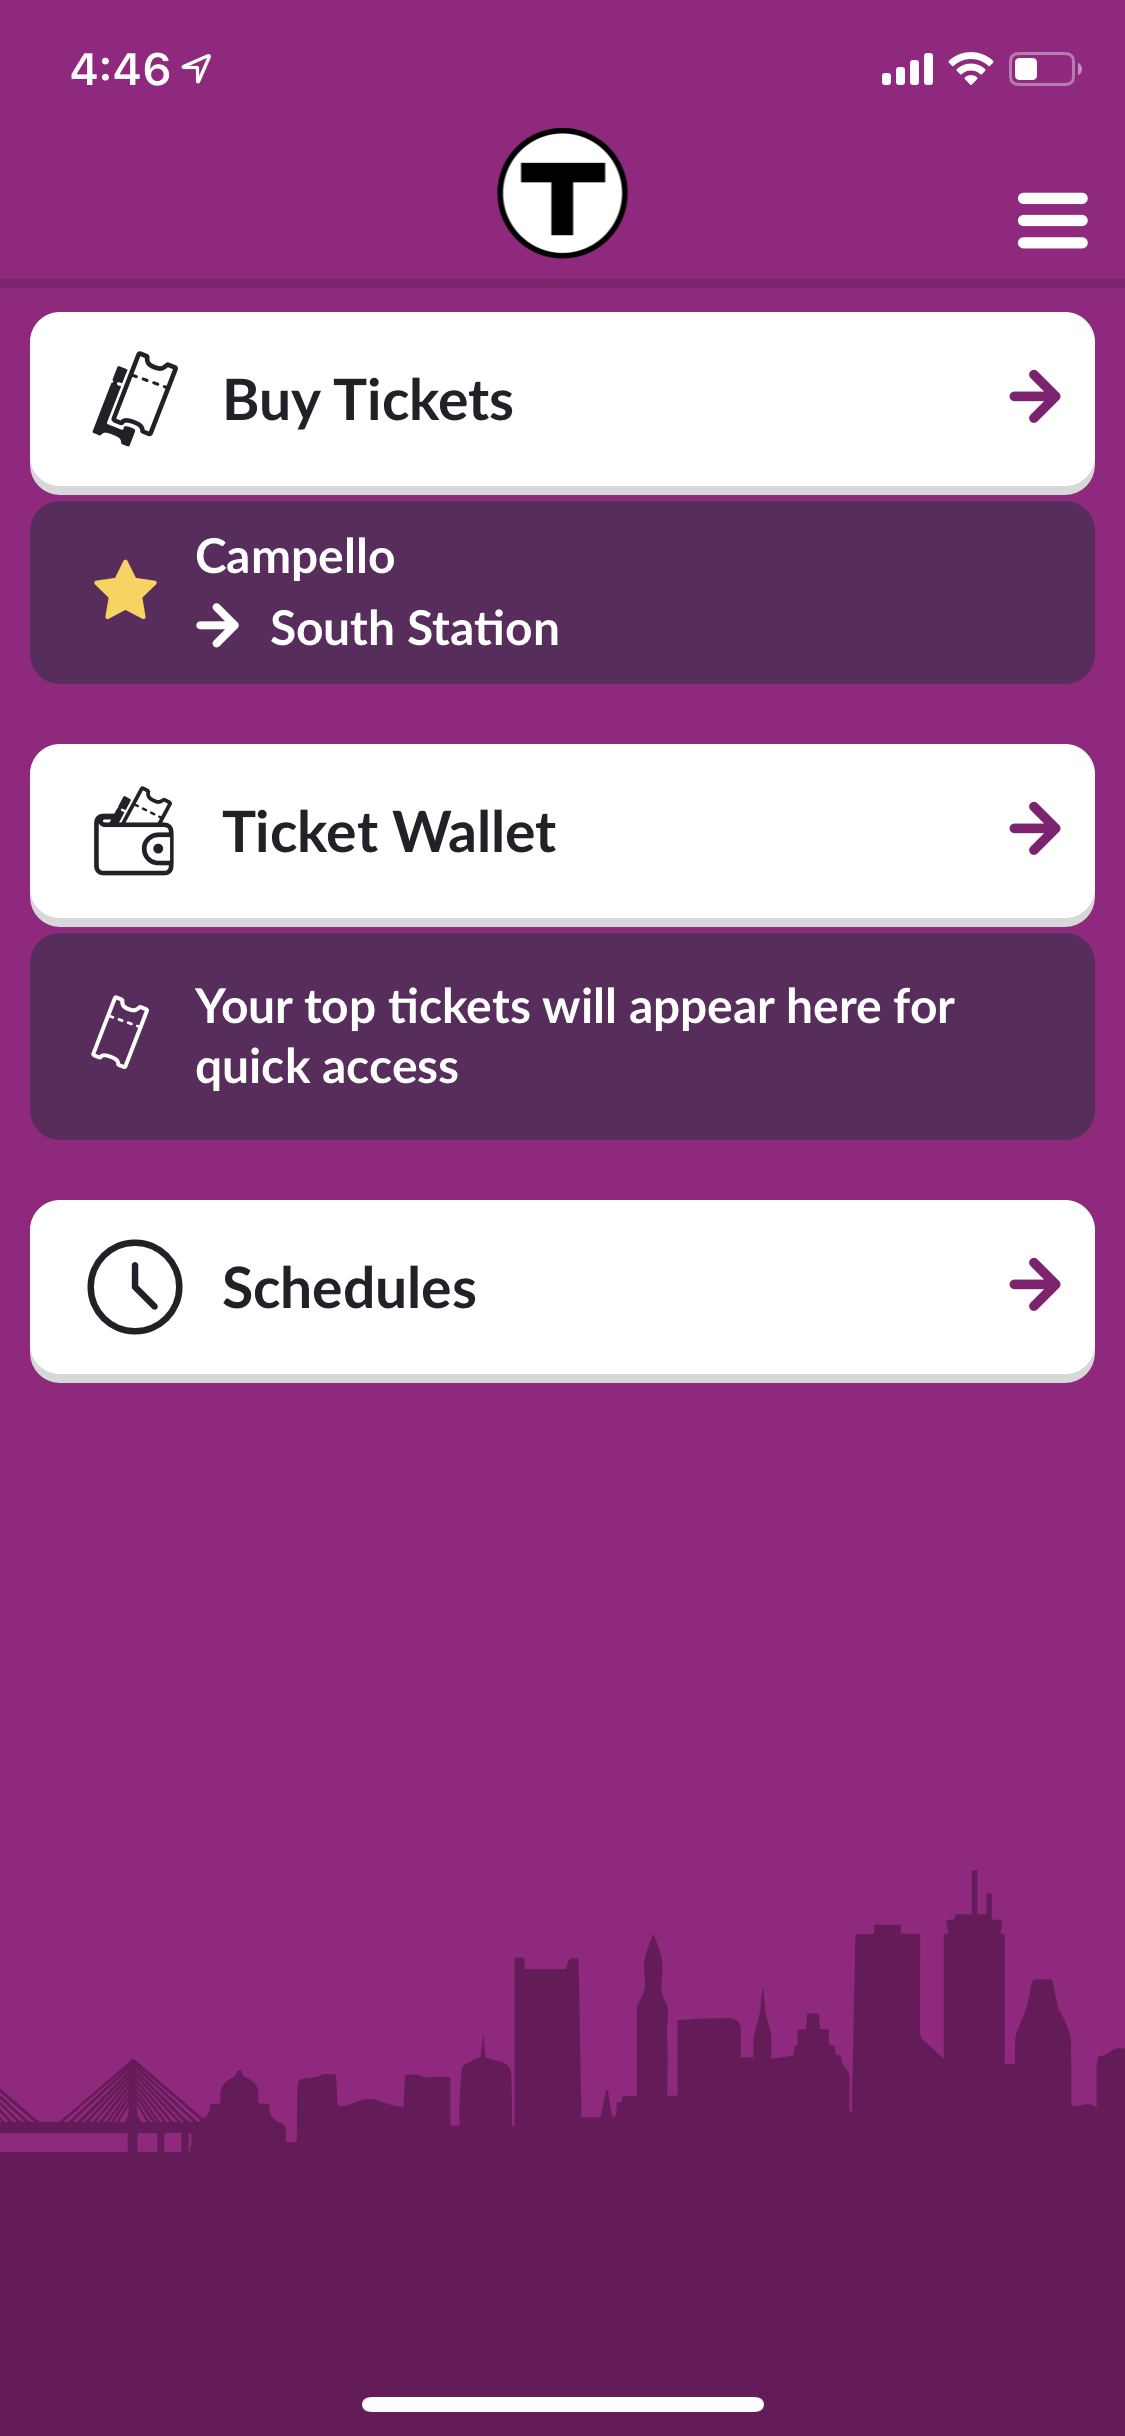 4:46
T
Buy Tickets
Campello
South Station
Ticket Wallet
Your top tickets will appear here for
quick access
Schedules